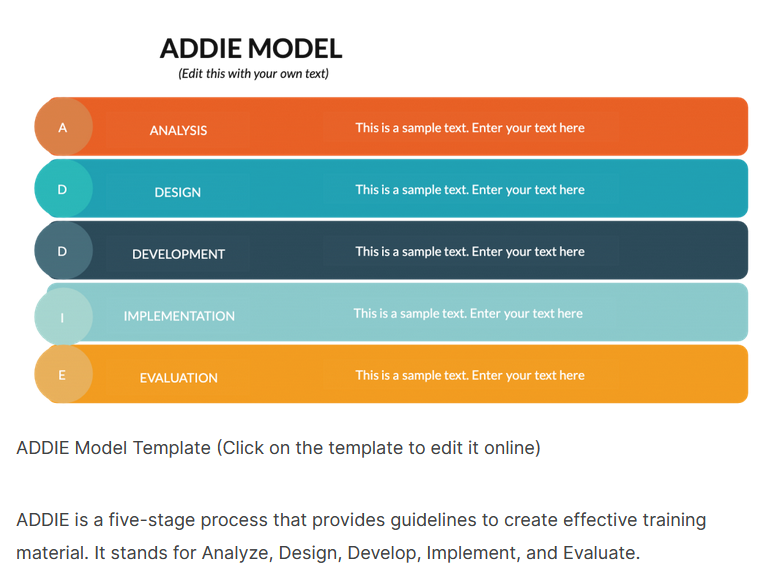 ADDIE MODEL
(Edit this with your own text)
A ANALYSIS This is a sample text. Enter your text here
D DESIGN This is a sample text. Enter your text here
D DEVELOPMENT This is a sample text. Enter your text here
I IMPLEMENTATION This is a sample text. Enter your text here
E EVALUATION This is a sample text. Enter your text here
ADDIE Model Template (Click on the template to edit it online)
ADDIE is a five-stage process that provides guidelines to create effective training
material. It stands for Analyze, Design, Develop, Implement, and Evaluate.